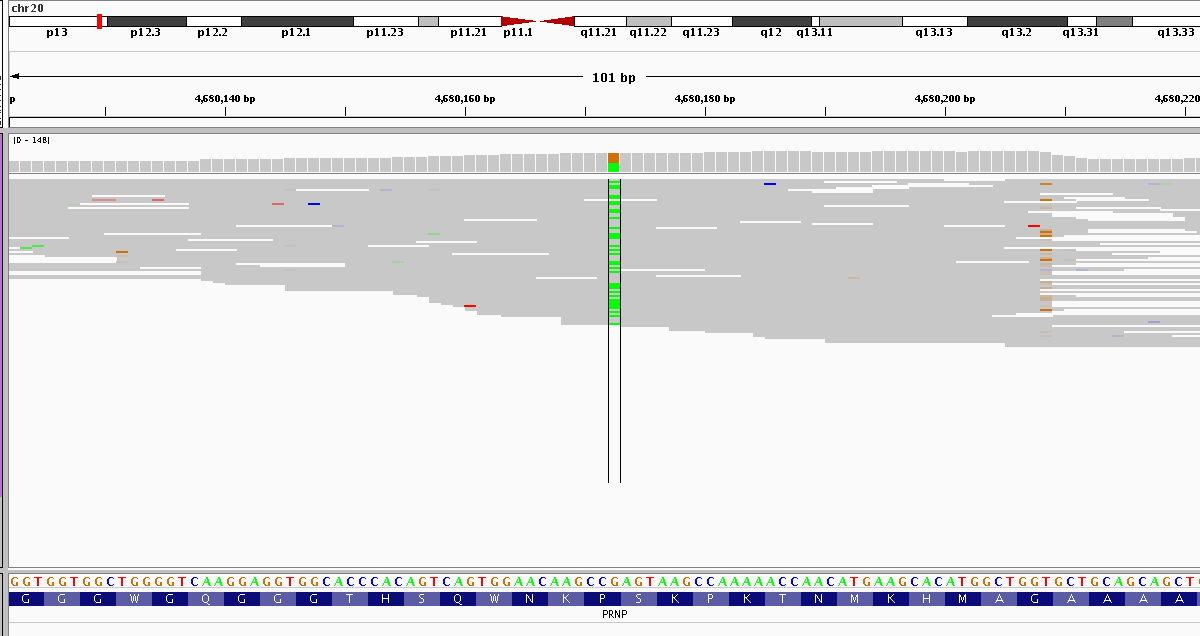 chr20
p13 p12.3 p12.2 p12.1 p11.23 p11.21 p11.1 q11.21 q11.22 q11.23 q12 q13.11 q13.13 q13.2 q13.31 q13.33
101 bp
p 4,680,140 bp 4,680,160 bp 4,680,180 bp 4,680,200 bp 4,680,220
[0 - 148]
GGTGGTGGCTGGGGTCAAGGAGGTGGCACCCACAGTCAGTGGAACAAGCCGAGTAAGCCAAAAACCAACATGAAGCACATGGCTGGTGCTGCAGCAGCT
G G G W G Q G G G T H S Q W N K P S K P K T N M K H M A G A A A A
PRNP